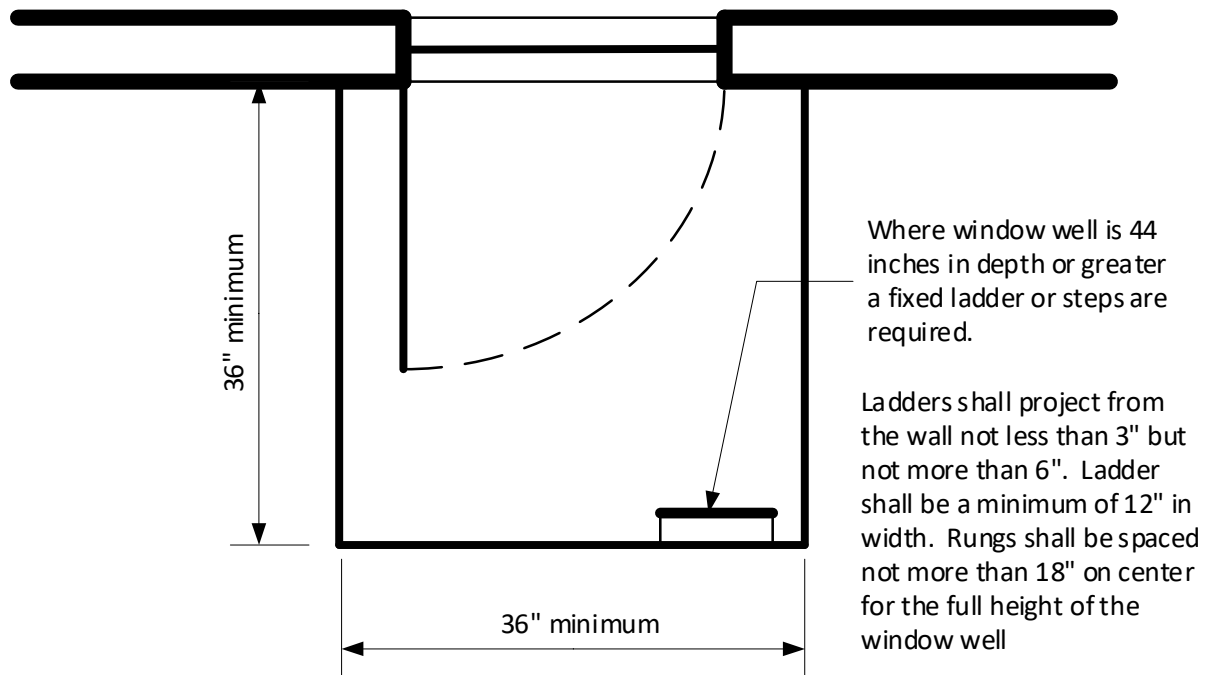 36" minimum
Where window well is 44
inches in depth or greater
a fixed ladder or steps are
required.
Ladders shall project from
the wall not less than 3" but
not more than 6".  Ladder
shall be a minimum of 12" in
width.  Rungs shall be spaced
not more than 18" on center
for the full height of the
window well
36" minimum